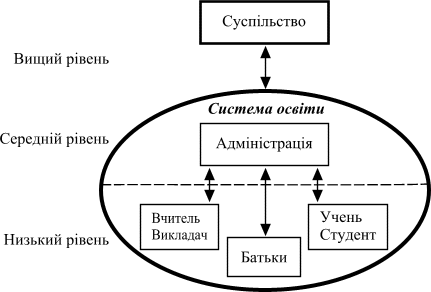 Суспільство
Вищий рівень
Система освіти
Середній рівень
Адміністрація
Вчитель
Викладач
Учень
Студент
Низький рівень
Батьки